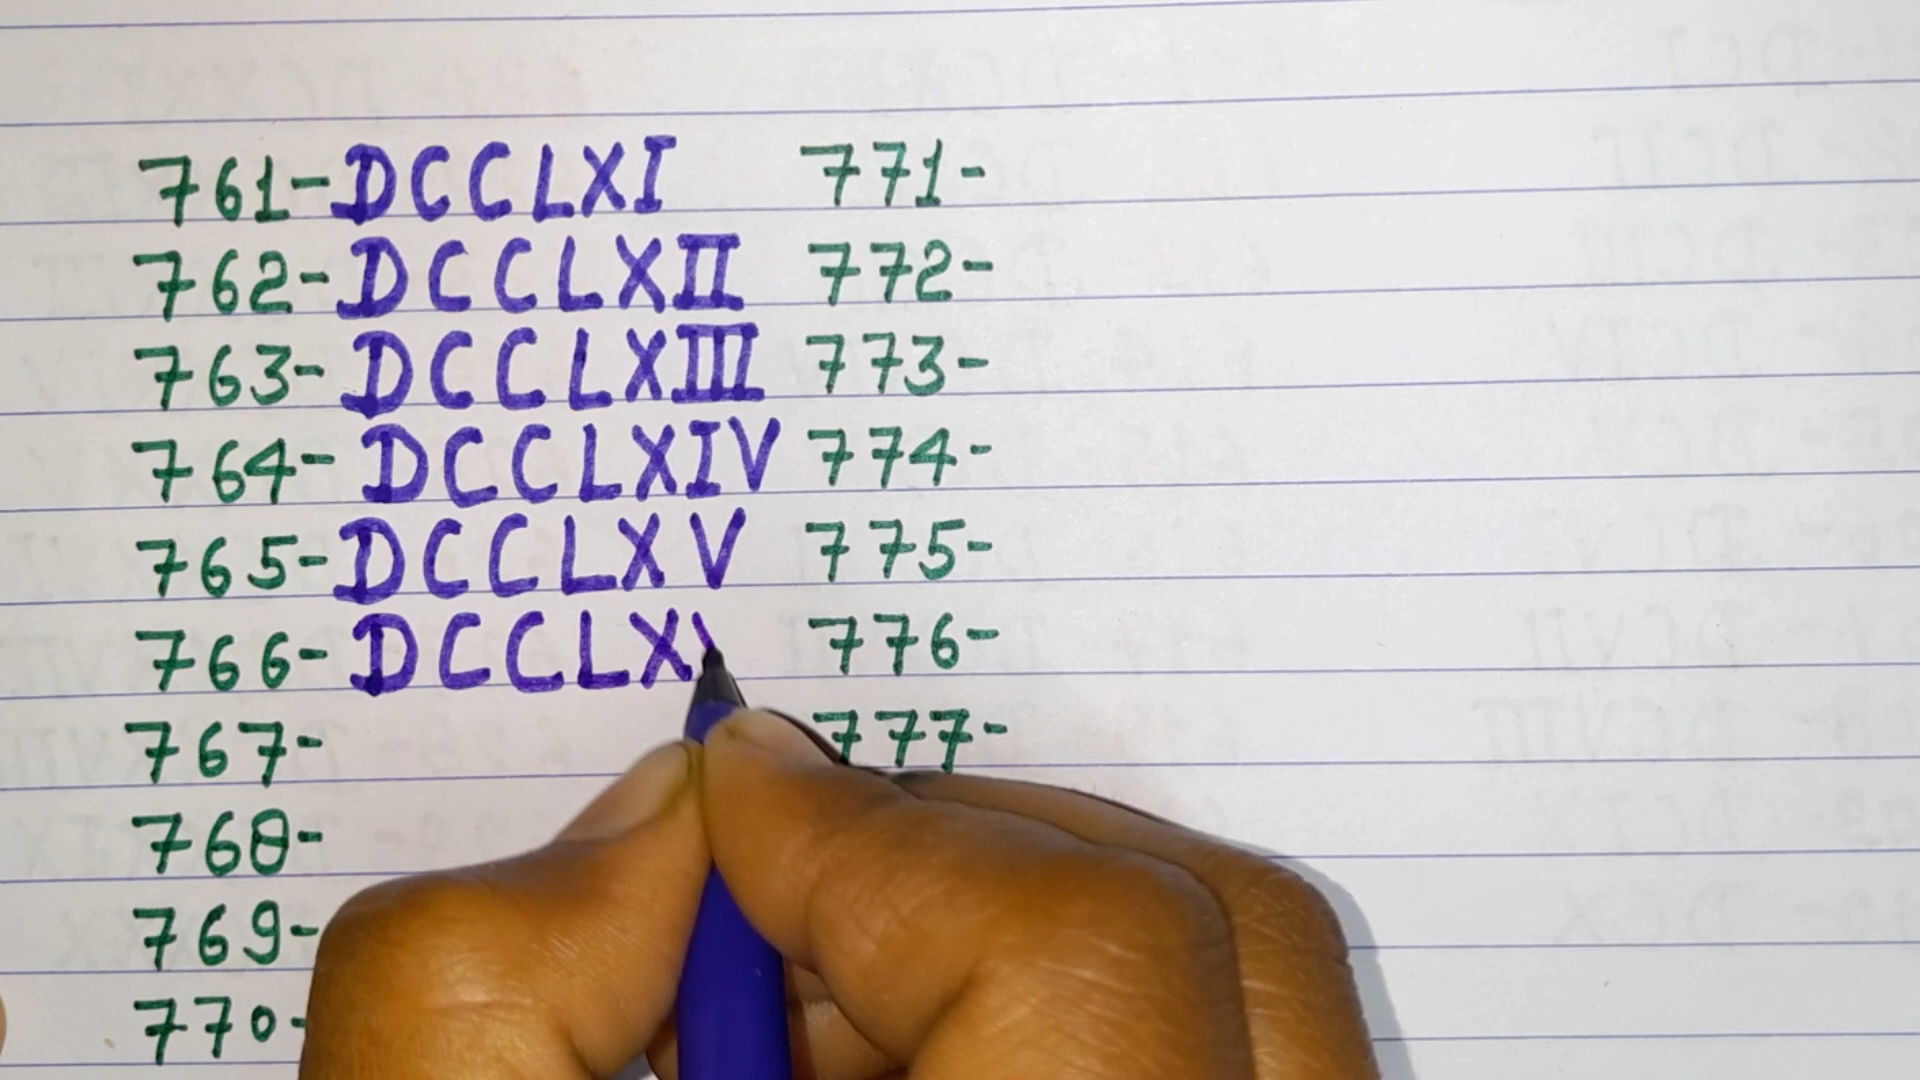 761-DCCLXI 771-
762-DCCLXII 772-
763-DCCLXIII 773-
764-DCCLXIV 774-
765-DCCLXV 775-
766-DCCLX 776-
767- 777-
768-
769-
770-